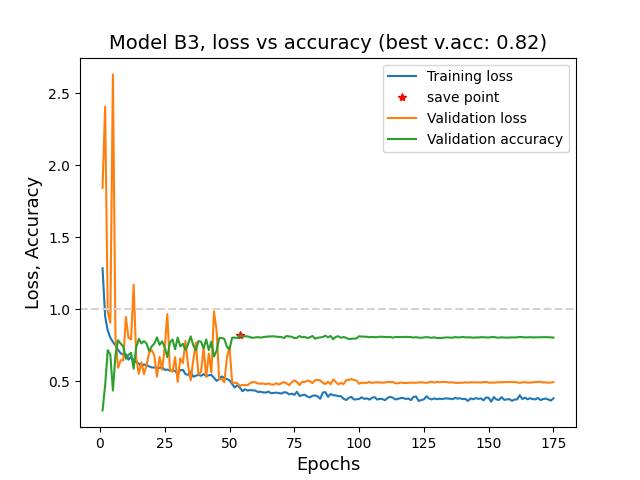 Model B3, loss vs accuracy (best v.acc: 0.82)
Training loss
save point
Validation loss
Validation accuracy
2.5
2.0
1.5
1.0
0.5
Loss, Accuracy
0 25 50 75 100 125 150 175
Epochs